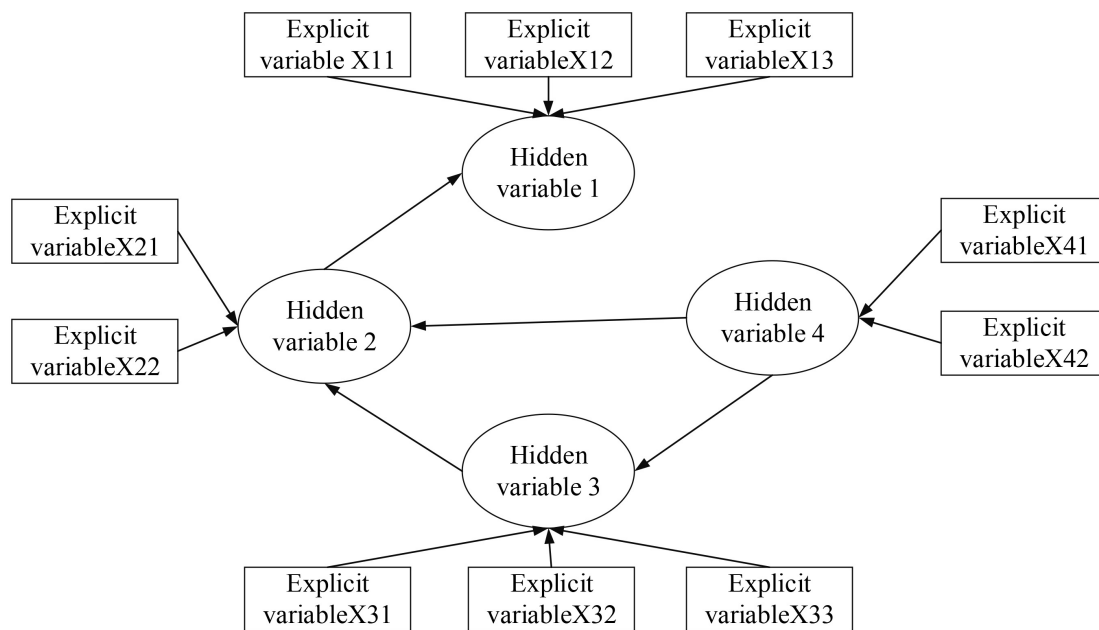 Explicit
variable X11
Explicit
variableX12
Explicit
variableX13
Hidden
variable 1
Explicit
variableX21
Explicit
variableX41
Hidden
variable 2
Hidden
variable 4
Explicit
variableX22
Explicit
variableX42
Hidden
variable 3
Explicit
variableX31
Explicit
variableX32
Explicit
variableX33